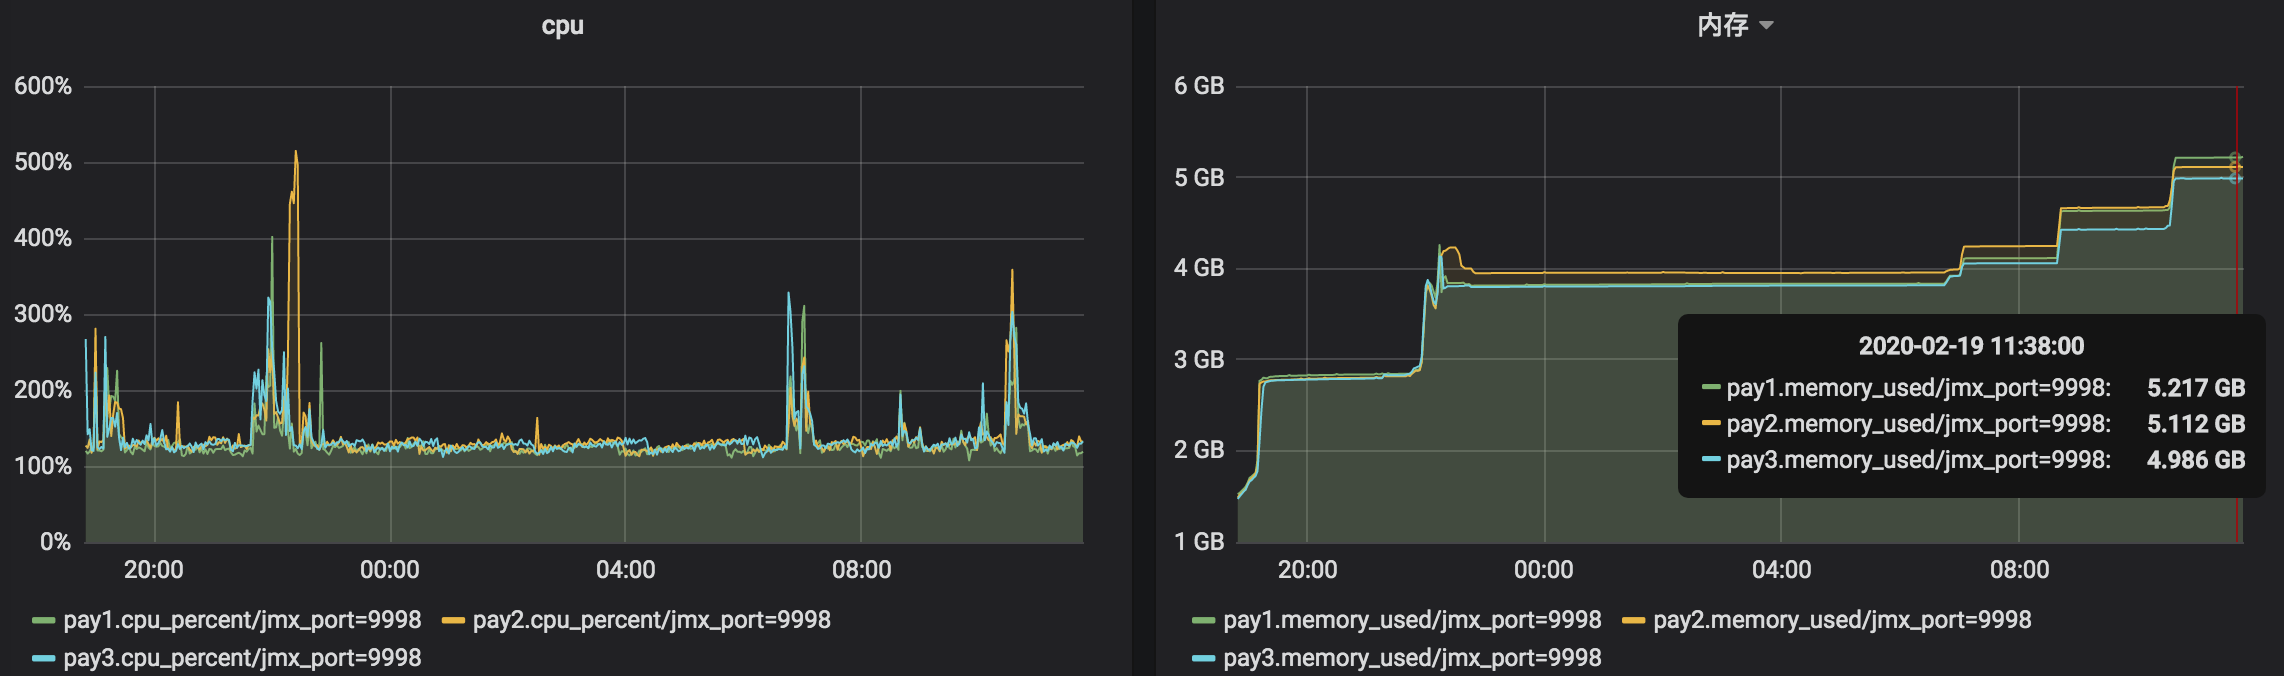 cpu
600%
500%
400%
300%
200%
100%
0%
20:00 00:00 04:00 08:00
pay1.cpu_percent/jmx_port=9998 pay2.cpu_percent/jmx_port=9998
pay3.cpu_percent/jmx_port=9998
内存
6 GB
5 GB
4 GB
3 GB
2 GB
1 GB
2020-02-19 11:38:00
pay1.memory_used/jmx_port=9998: 5.217 GB
pay2.memory_used/jmx_port=9998: 5.112 GB
pay3.memory_used/jmx_port=9998: 4.986 GB
20:00 00:00 04:00 08:00
pay1.memory_used/jmx_port=9998 pay2.memory_used/jmx_port=9998
pay3.memory_used/jmx_port=9998